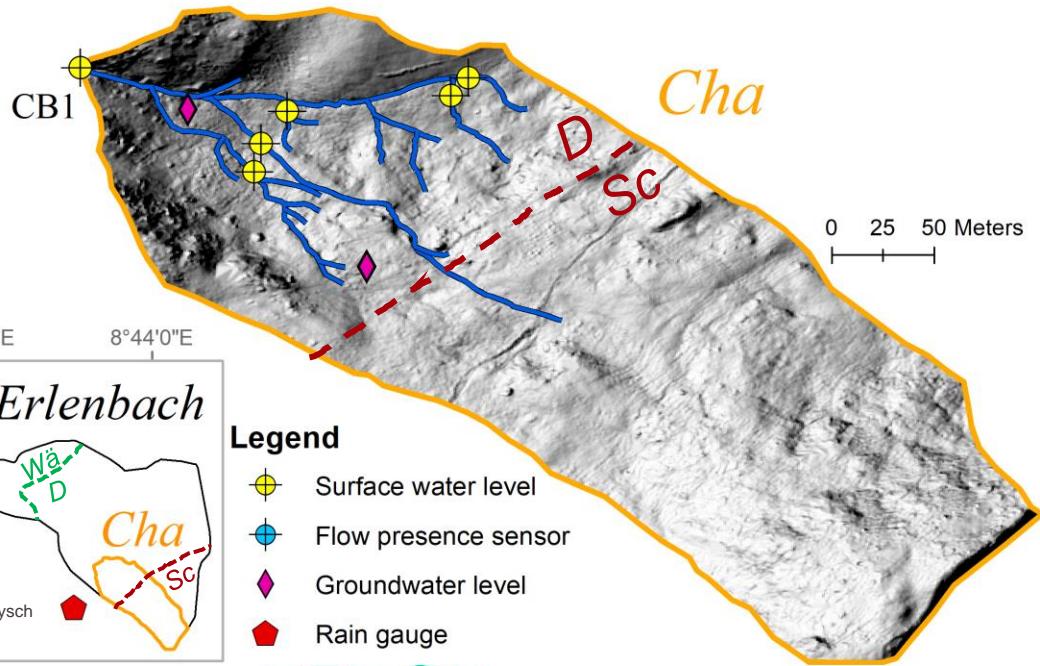 Cha
CB1
D
Sc
0 25 50 Meters
E
8°44'0"E
Erlenbach
Wä
D
Cha
Sc
ysch
Legend
Surface water level
Flow presence sensor
Groundwater level
Rain gauge